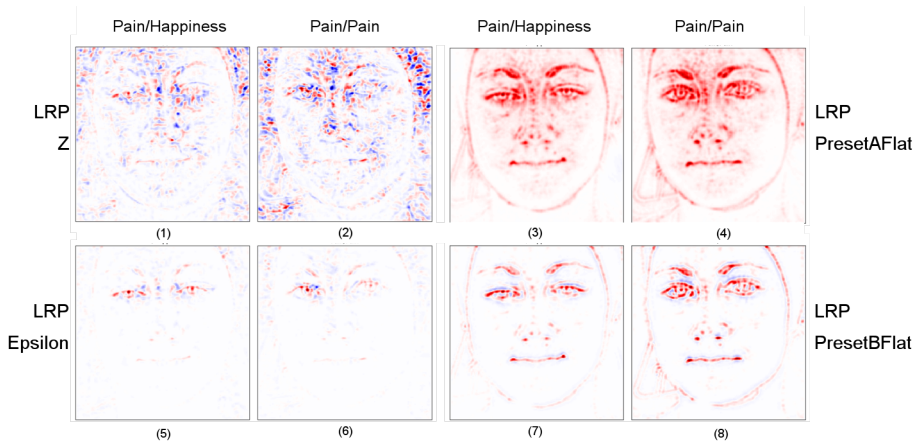 Pain/Happiness Pain/Pain Pain/Happiness Pain/Pain
LRP
Z
LRP
PresetAFlat
(1) (2) (3) (4)
LRP
Epsilon
LRP
PresetBFlat
(5) (6) (7) (8)